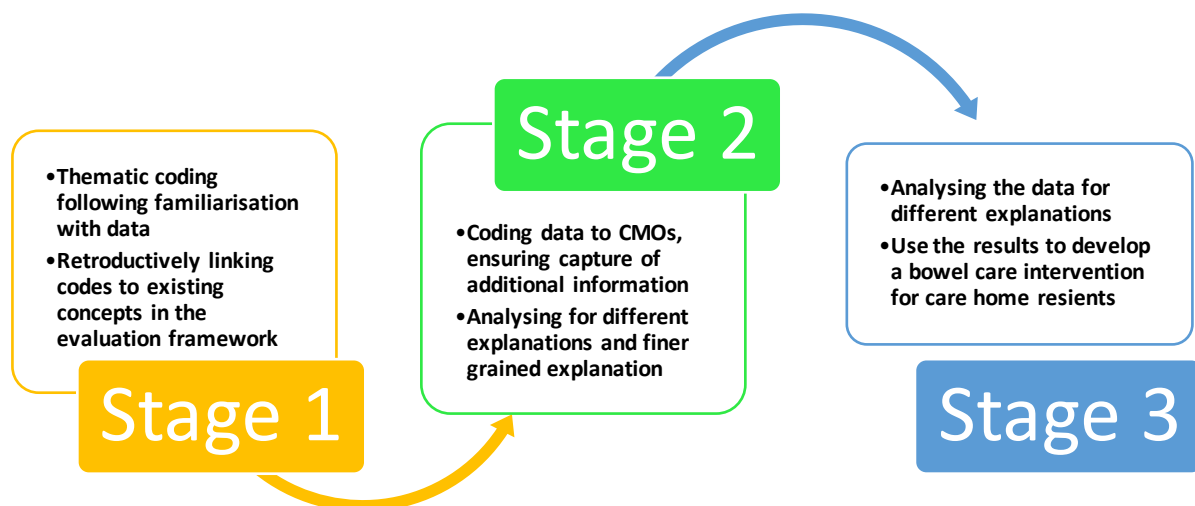 •Thematic coding
following familiarisation
with data
•Retroductively linking
codes to existing
concepts in the
evaluation framework
Stage 1
Stage 2
•Coding data to CMOs,
ensuring capture of
additional information
•Analysing for different
explanations and finer
grained explanation
•Analysing the data for
different explanations
•Use the results to develop
a bowel care intervention
for care home resients
Stage 3